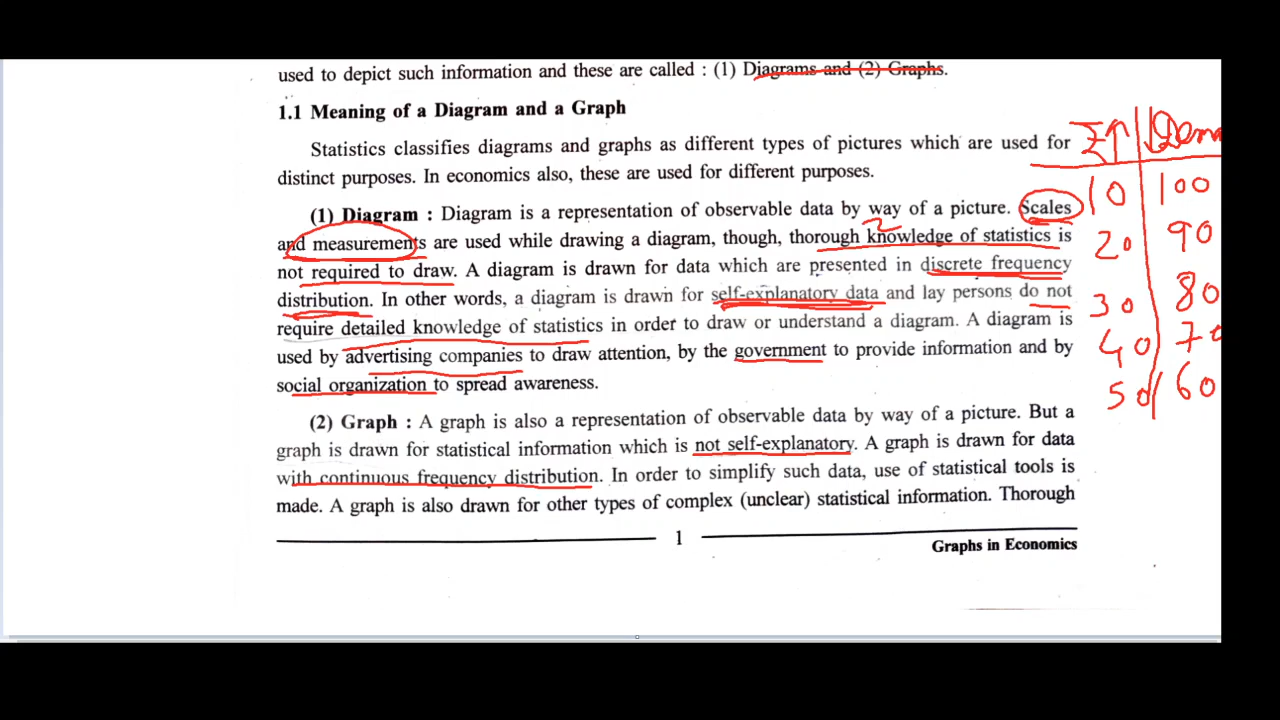 used to depict such information and these are called : (1) Diagrams and (2) Graphs.
1.1 Meaning of a Diagram and a Graph
Statistics classifies diagrams and graphs as different types of pictures which are used for
distinct purposes. In economics also, these are used for different purposes.
(1) Diagram : Diagram is a representation of observable data by way of a picture. Scales
and measurements are used while drawing a diagram, though, thorough knowledge of statistics is
not required to draw. A diagram is drawn for data which are presented in discrete frequency
distribution. In other words, a diagram is drawn for self-explanatory data and lay persons do not
require detailed knowledge of statistics in order to draw or understand a diagram. A diagram is
used by advertising companies to draw attention, by the government to provide information and by
social organization to spread awareness.
(2) Graph : A graph is also a representation of observable data by way of a picture. But a
graph is drawn for statistical information which is not self-explanatory. A graph is drawn for data
with continuous frequency distribution. In order to simplify such data, use of statistical tools is
made. A graph is also drawn for other types of complex (unclear) statistical information. Thorough
1
Graphs in Economics
10 100
20 90
30 80
40 70
50 60